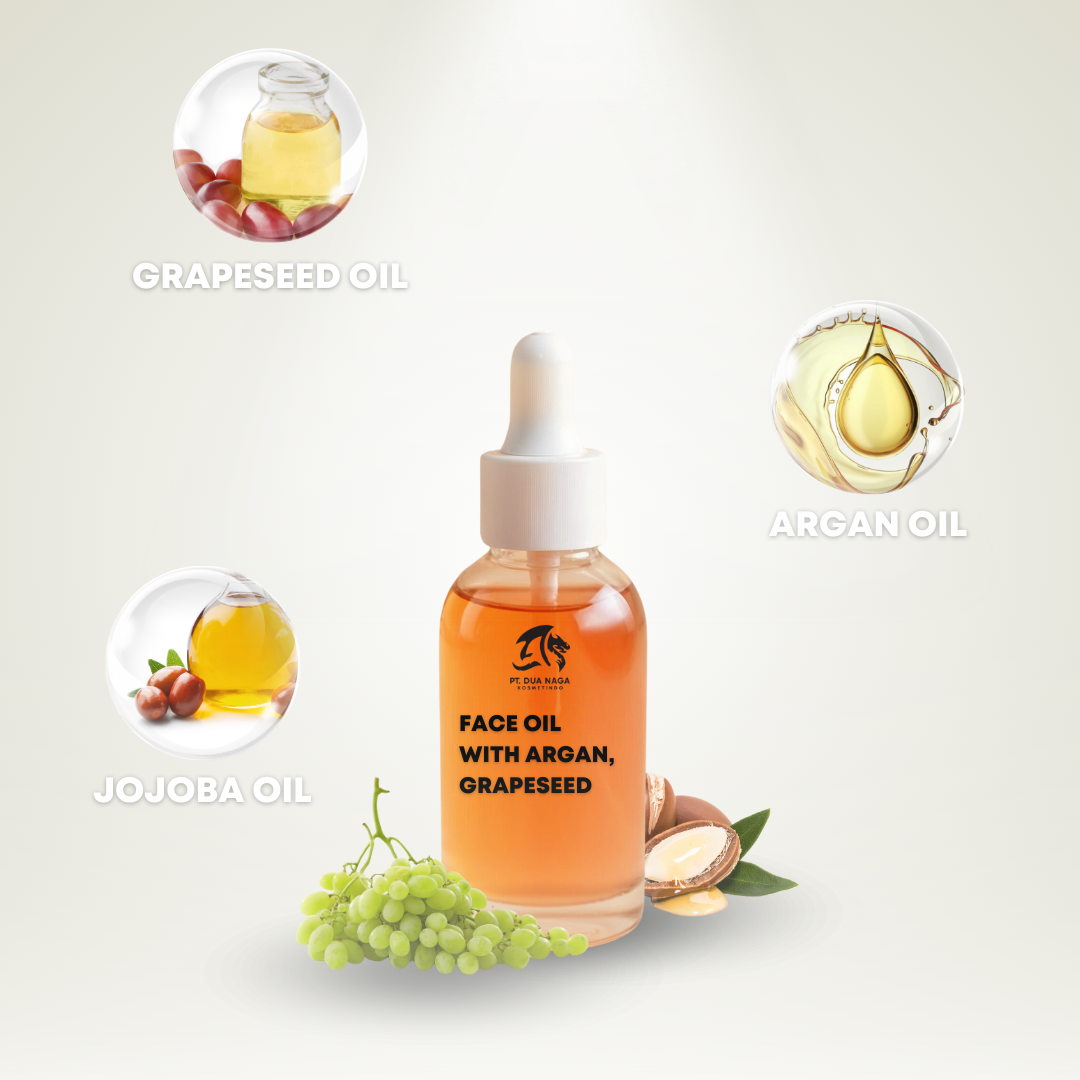 GRAPESEED OIL
ARGAN OIL
PT. DUA NAGA
KOSMETINDO
FACE OIL
WITH ARGAN,
GRAPESEED
JOJOBA OIL